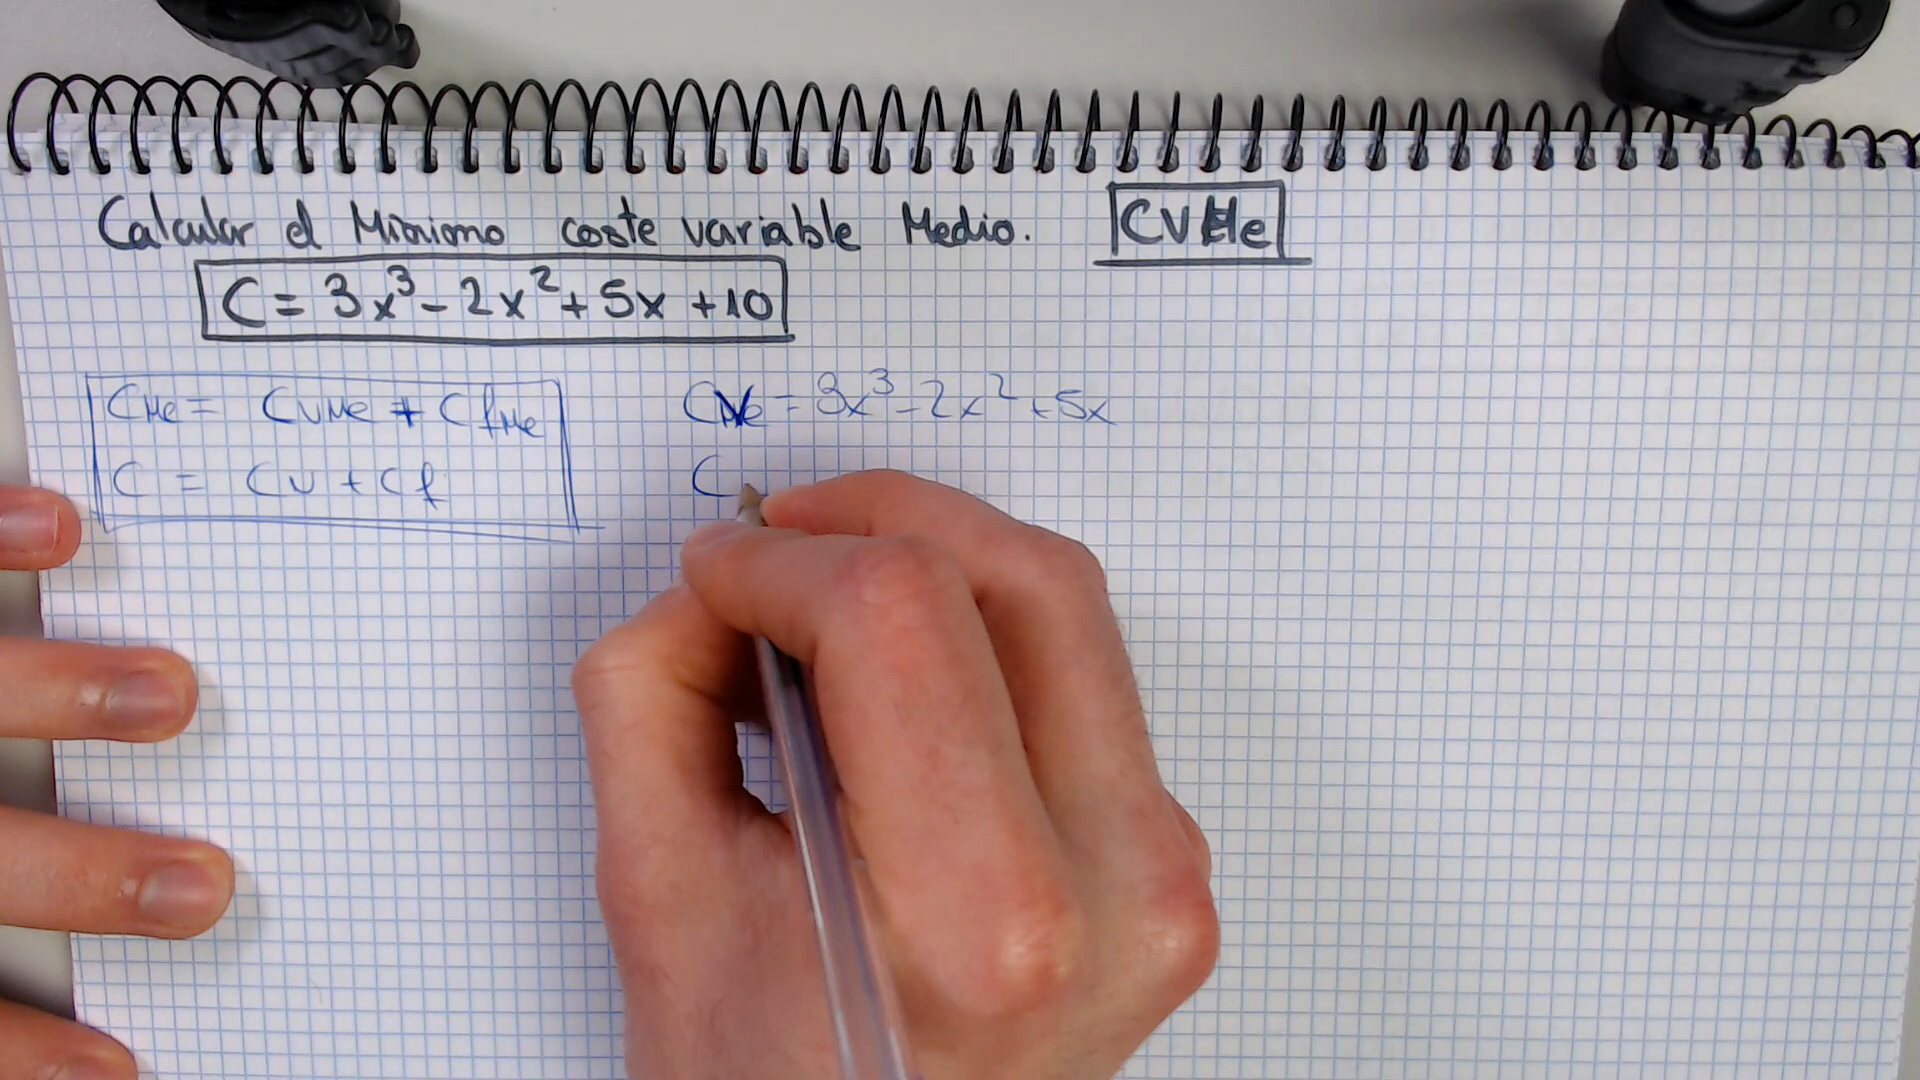 Calcular el Mínimo coste variable Medio. CVMe
C = 3x³ - 2x² + 5x + 10
CMe = CVMe + CfMe
C = CV + Cf
CV = 3x³ - 2x² + 5x
C